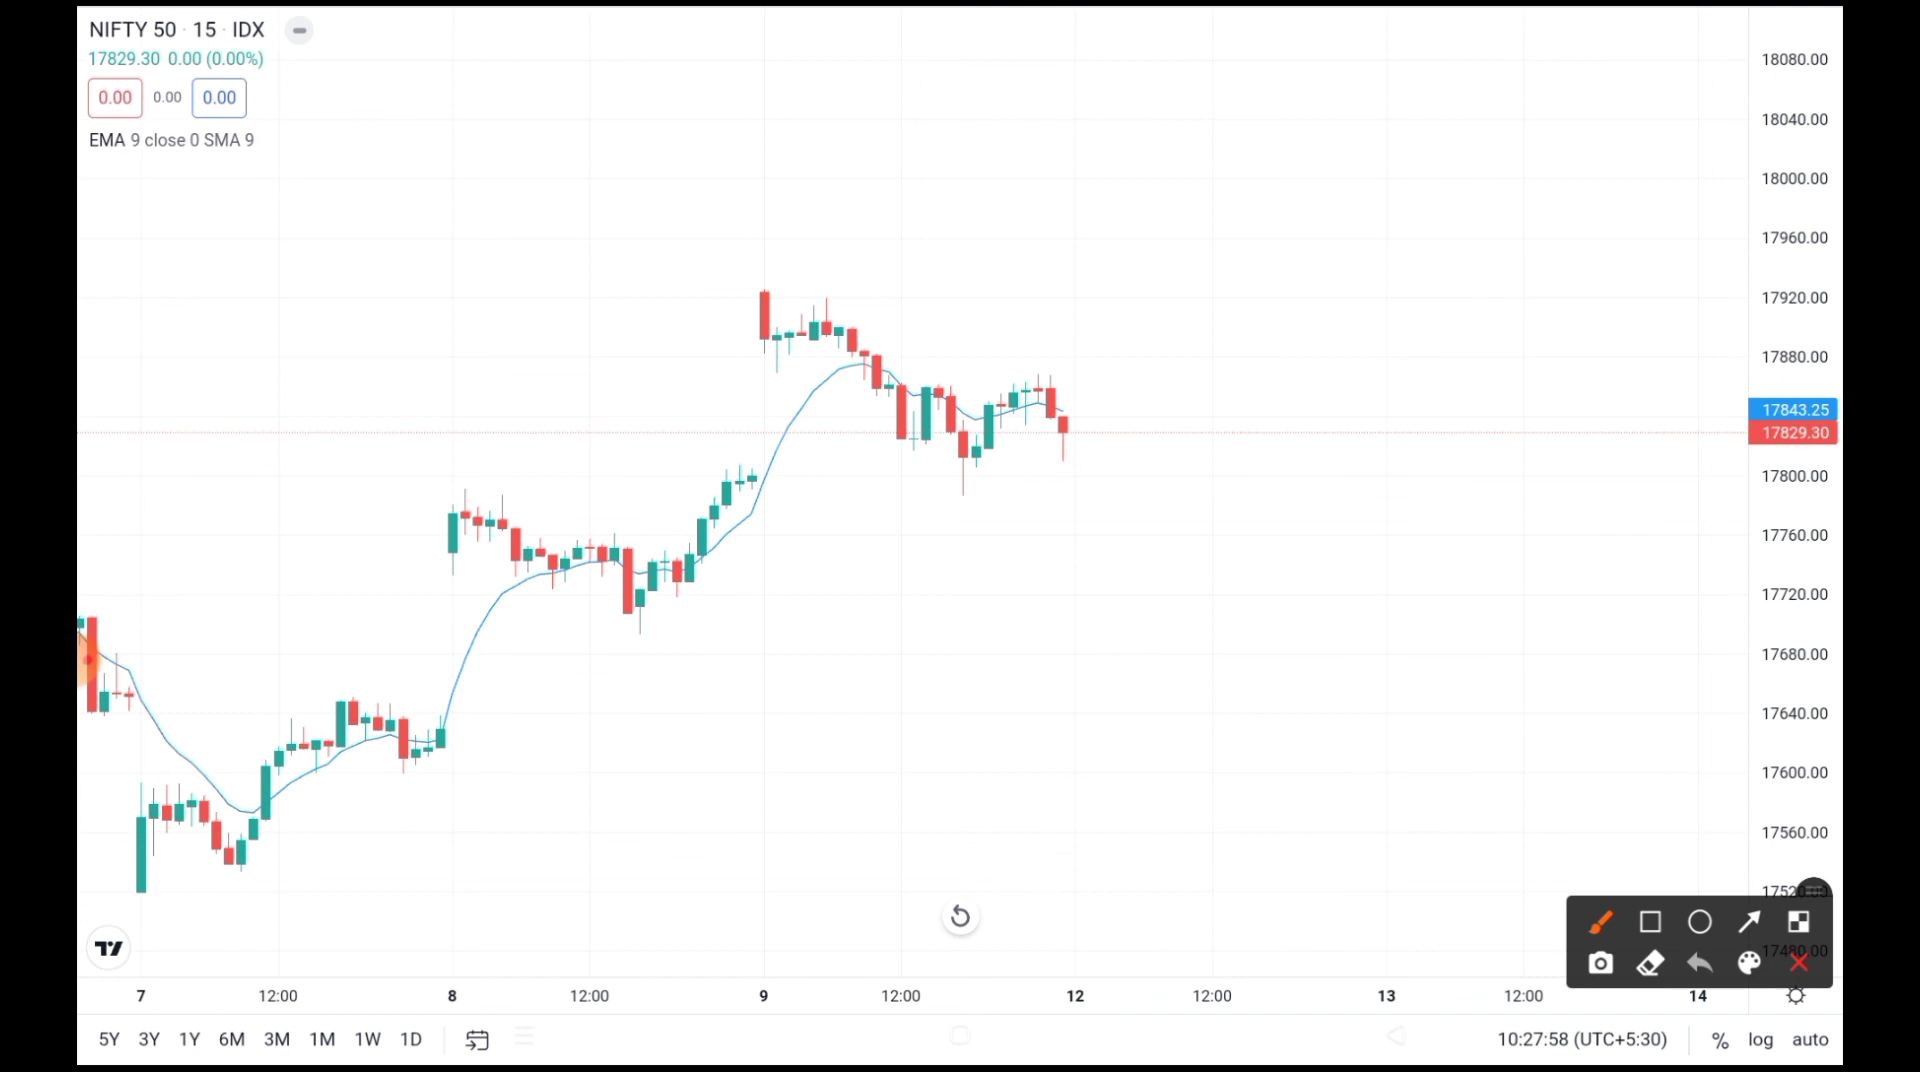 NIFTY 50 · 15 · IDX
17829.30 0.00 (0.00%)
0.00 0.00 0.00
EMA 9 close 0 SMA 9
18080.00
18040.00
18000.00
17960.00
17920.00
17880.00
17843.25
17829.30
17800.00
17760.00
17720.00
17680.00
17640.00
17600.00
17560.00
17520.00
17480.00
7 12:00 8 12:00 9 12:00 12 12:00 13 12:00 14
5Y 3Y 1Y 6M 3M 1M 1W 1D 10:27:58 (UTC+5:30) % log auto